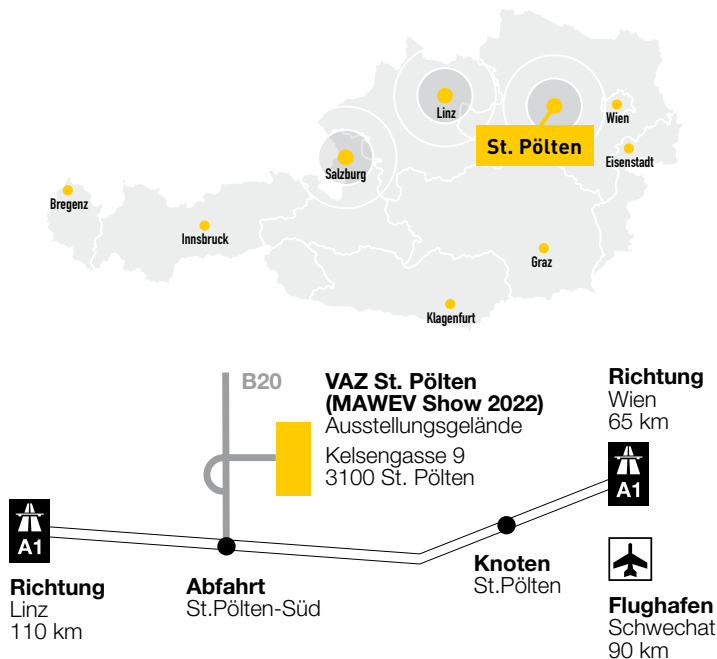 Linz
Wien
St. Pölten
Eisenstadt
Salzburg
Bregenz
Innsbruck
Graz
Klagenfurt
B20
VAZ St. Pölten
(MAWEV Show 2022)
Ausstellungsgelände
Kelsengasse 9
3100 St. Pölten
Richtung
Wien
65 km
A1
A1
Richtung
Linz
110 km
Abfahrt
St.Pölten-Süd
Knoten
St.Pölten
Flughafen
Schwechat
90 km